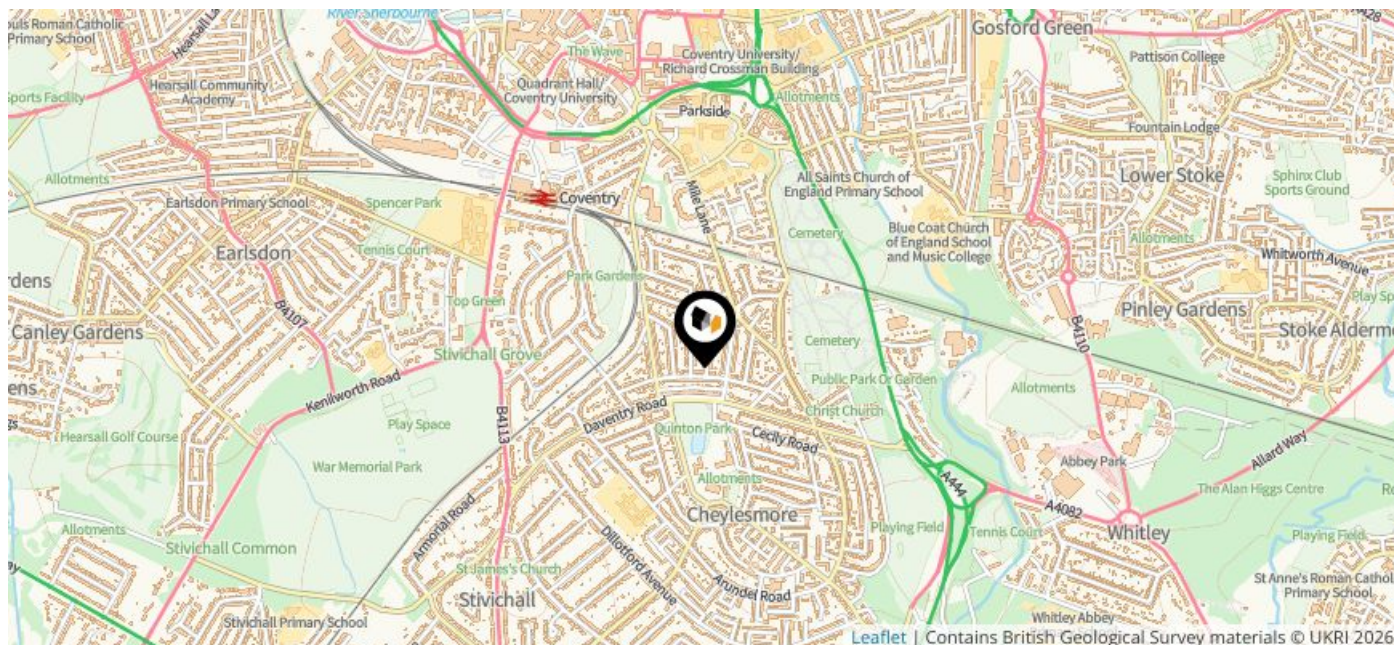 River Sherbourne
Gosford Green
uls Roman Catholic
Primary School
The Wave
Coventry University/
Richard Crossman Building
Pattison College
Hearsall Community
Academy
Quadrant Hall/
Coventry University
Sports Facility
Allotments
Parkside
Fountain Lodge
Allotments
Earlsdon Primary School
Spencer Park
Coventry
Mile Lane
All Saints Church of
England Primary School
Lower Stoke
Sphinx Club
Sports Ground
Earlsdon
Tennis Court
Cemetery
Blue Coat Church
of England School
and Music College
Allotments
Whitworth Avenue
rdens
Park Gardens
B4107
Top Green
Canley Gardens
Stivichall Grove
Cemetery
B4110
Pinley Gardens
Play Sp
Stoke Alderm
ens
Kenilworth Road
Public Park Or Garden
Allotments
Play Space
B4113
Daventry Road
Christ Church
Hearsall Golf Course
Quinton Park
Cecily Road
War Memorial Park
Abbey Park
Allard Way
Allotments
A444
The Alan Higgs Centre
Allotments
Armorial Road
Cheylesmore
Playing Field
Tennis Court
A4082
Whitley
Playing Field
Stivichall Common
Dillotford Avenue
St James's Church
Arundel Road
St Anne's Roman Cathol
Primary School
Stivichall
Stivichall Primary School
Whitley Abbey
Leaflet | Contains British Geological Survey materials © UKRI 2026